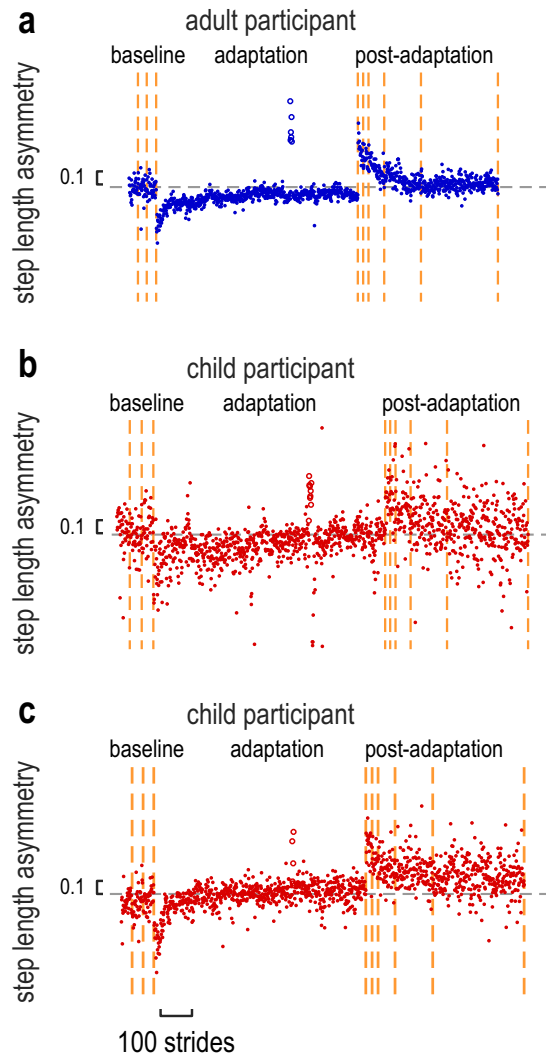 a
adult participant
baseline adaptation post-adaptation
step length asymmetry
0.1
b
child participant
baseline adaptation post-adaptation
step length asymmetry
0.1
c
child participant
baseline adaptation post-adaptation
step length asymmetry
0.1
100 strides